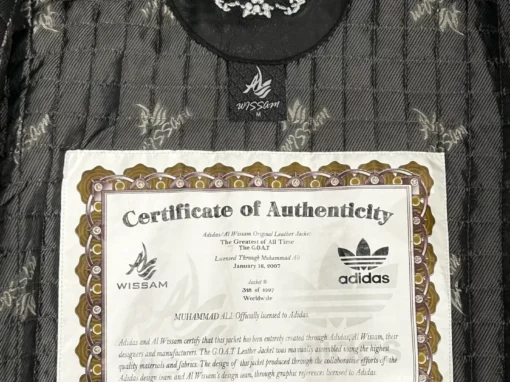 WISSAM
M
Certificate of Authenticity
Adidas/Al Wissam Original Leather Jacket
The Greatest of All Time
The G.O.A.T
Licensed Through Muhammad Ali
January 16, 2007
WISSAM
adidas
Jacket #
of 1997
Worldwide
MUHAMMAD ALI Officially licensed to Adidas
Adidas and Al Wissam certify that this jacket has been entirely created through Adidas, Al Wissam, their
designers and manufacturers. The G.O.A.T Leather Jacket was manually assembled using the highest
quality materials and fabrics. The design of this jacket produced through the collaborative efforts of the
Adidas design team and Al Wissam's design team, through graphic references licensed to Adidas